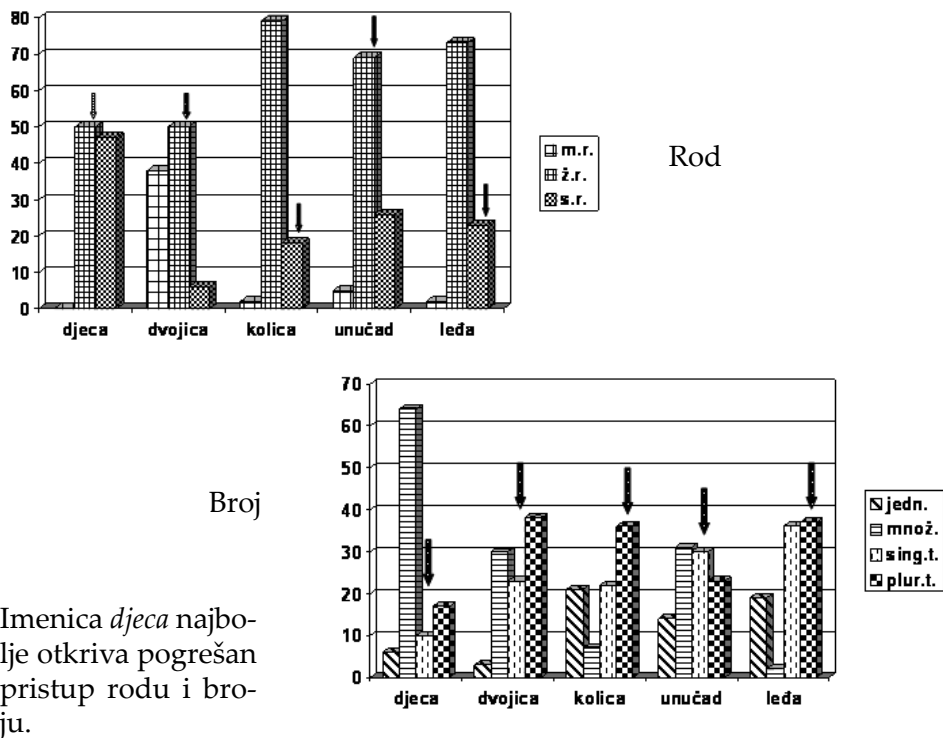 80
70
60
50
40
30
20
10
0
djeca dvojica kolica unučad leđa
m.r.
ž.r.
s.r.
Rod
Broj
70
60
50
40
30
20
10
0
djeca dvojica kolica unučad leđa
jedn.
množ.
sing.t.
plur.t.
Imenica djeca najbo-
lje otkriva pogrešan
pristup rodu i bro-
ju.